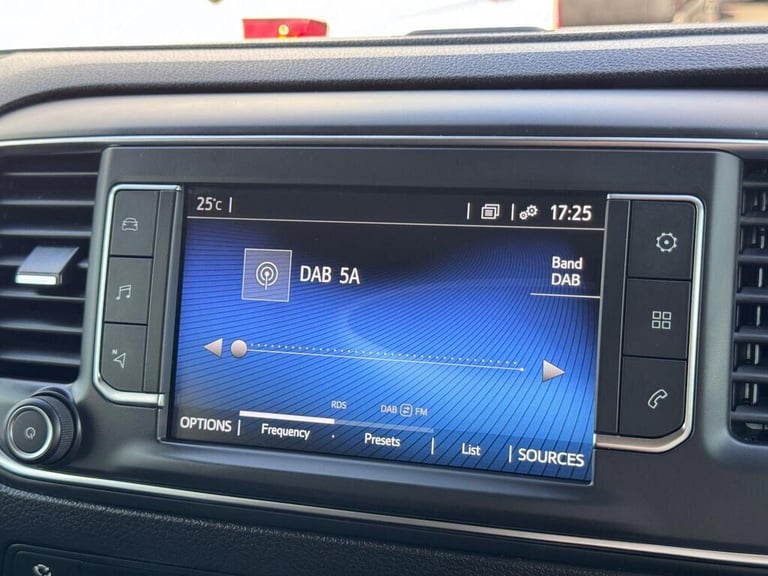 25°C
17:25
DAB 5A
Band
DAB
RDS
DAB FM
OPTIONS
Frequency
Presets
List
SOURCES
N